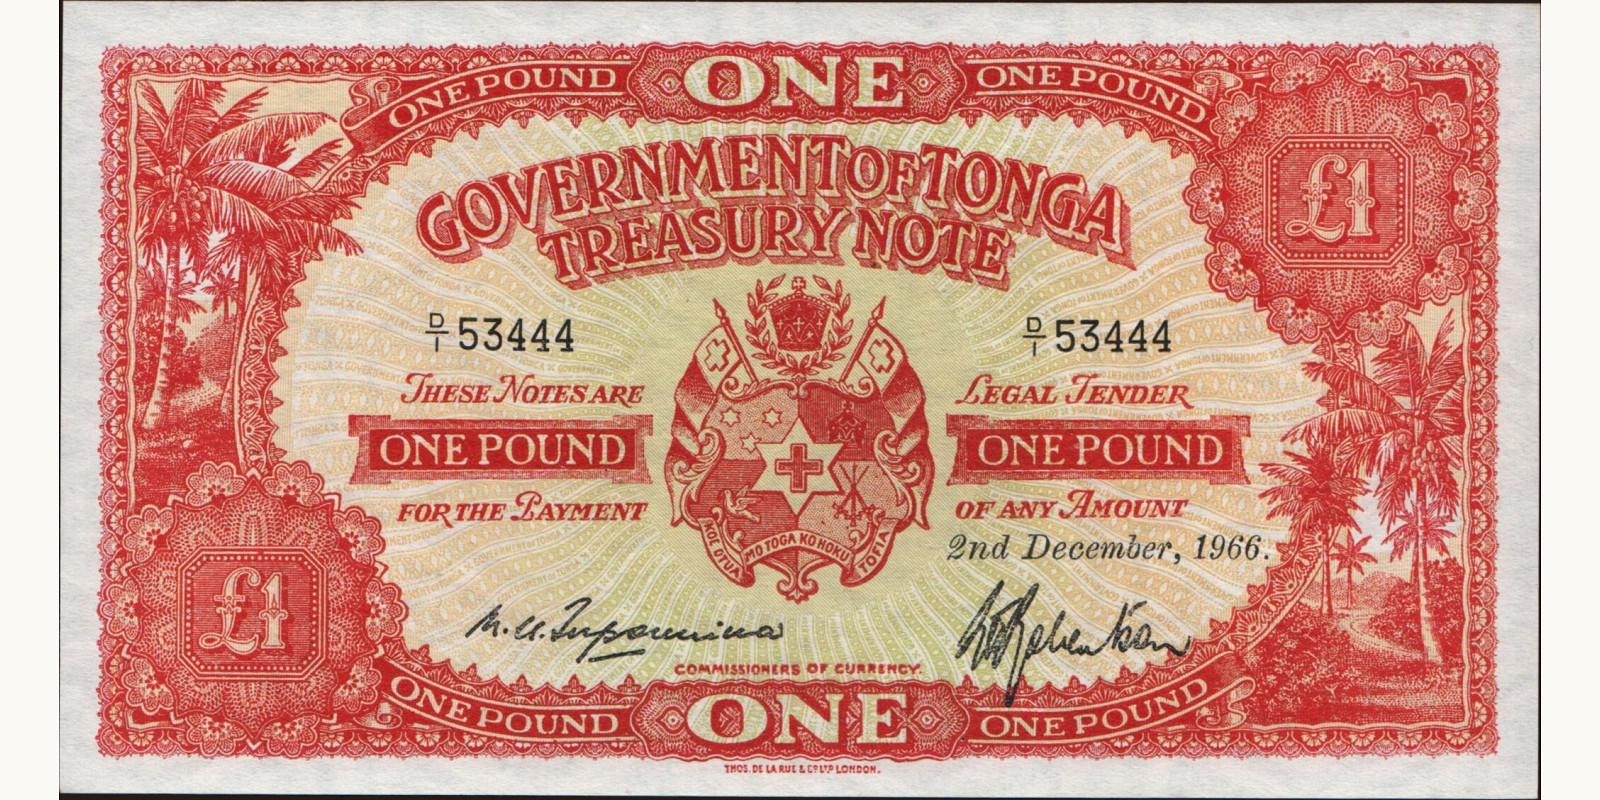 ONE POUND ONE ONE POUND
GOVERNMENT OF TONGA
TREASURY NOTE
£1
D/1 53444 D/1 53444
THESE NOTES ARE LEGAL TENDER
ONE POUND ONE POUND
FOR THE PAYMENT OF ANY AMOUNT
KOE OTUA MO TOGA KO HOKU TOFIA
2nd December, 1966.
£1
COMMISSIONERS OF CURRENCY.
ONE POUND ONE ONE POUND
THOS. DE LA RUE & CO LTD LONDON.